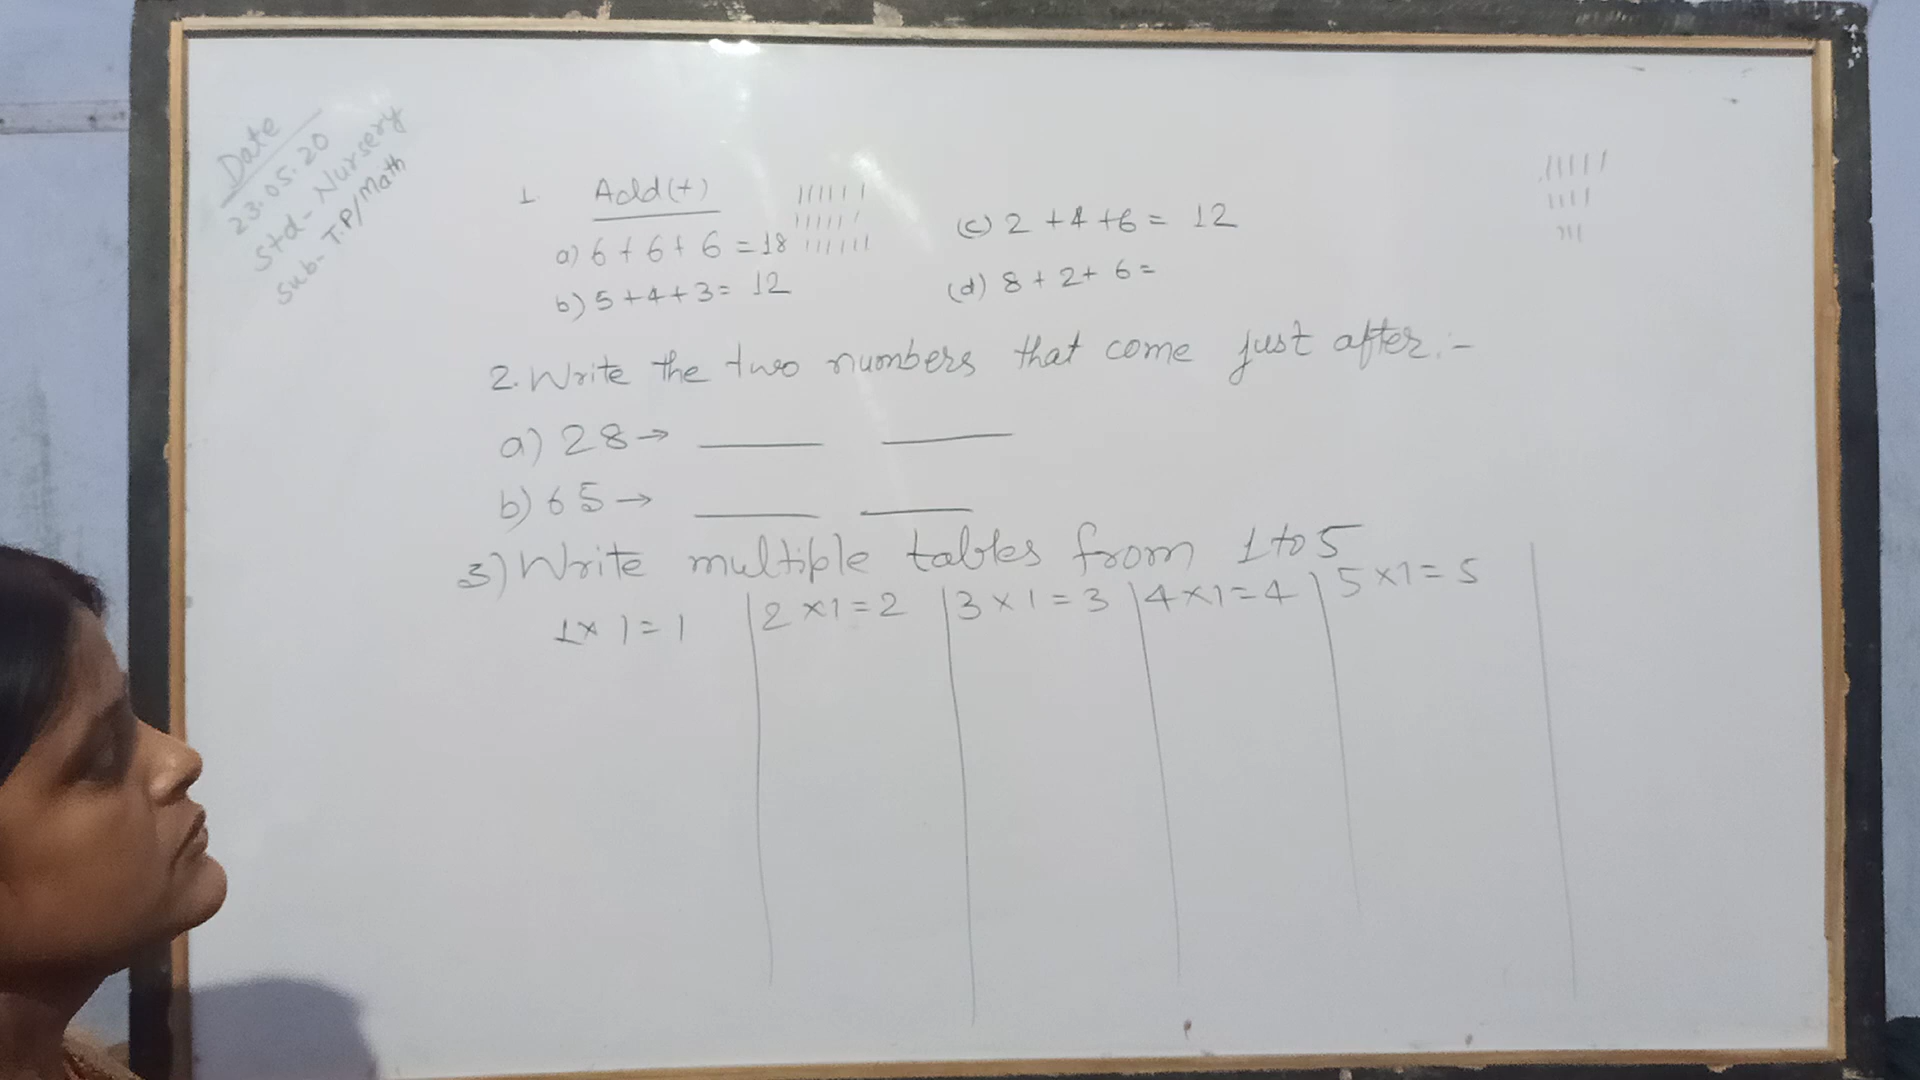 Date
23.05.20
Std- Nursery
Sub- T.P/Math
1. Add (+)
a) 6 + 6 + 6 = 18
b) 5 + 4 + 3 = 12
(c) 2 + 4 + 6 = 12
(d) 8 + 2 + 6 =
2. Write the two numbers that come just after :-
a) 28 →
b) 65 →
3) Write multiple tables from 1 to 5
1 x 1 = 1
2 x 1 = 2
3 x 1 = 3
4 x 1 = 4
5 x 1 = 5